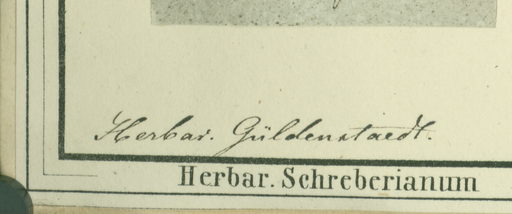 Herbar. Güldenstaedt.
Herbar. Schreberianum